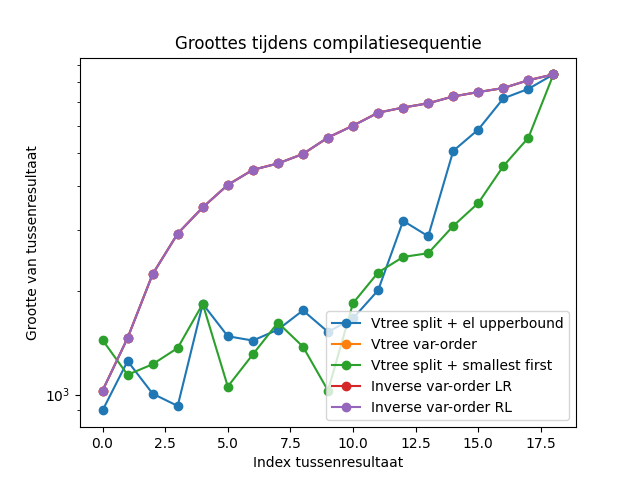 Groottes tijdens compilatiesequentie
Grootte van tussenresultaat
10³
Vtree split + el upperbound
Vtree var-order
Vtree split + smallest first
Inverse var-order LR
Inverse var-order RL
0.0 2.5 5.0 7.5 10.0 12.5 15.0 17.5
Index tussenresultaat